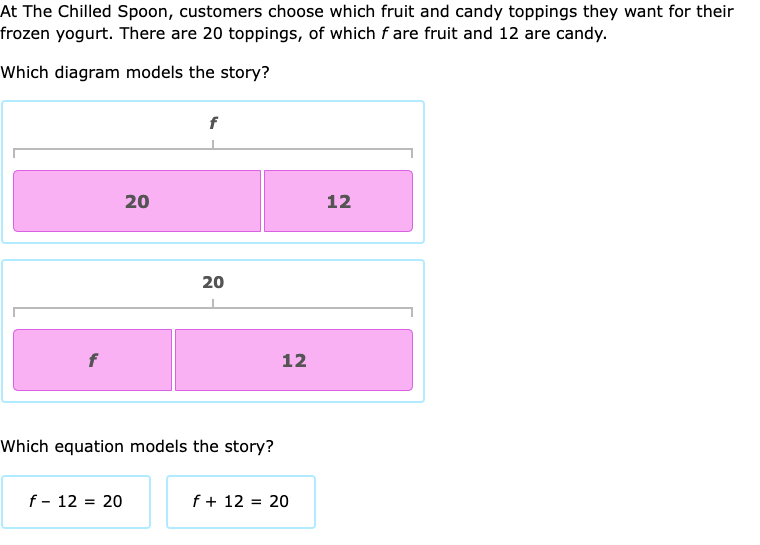 At The Chilled Spoon, customers choose which fruit and candy toppings they want for their
frozen yogurt. There are 20 toppings, of which f are fruit and 12 are candy.
Which diagram models the story?
f
20 12
20
f 12
Which equation models the story?
f – 12 = 20 f + 12 = 20